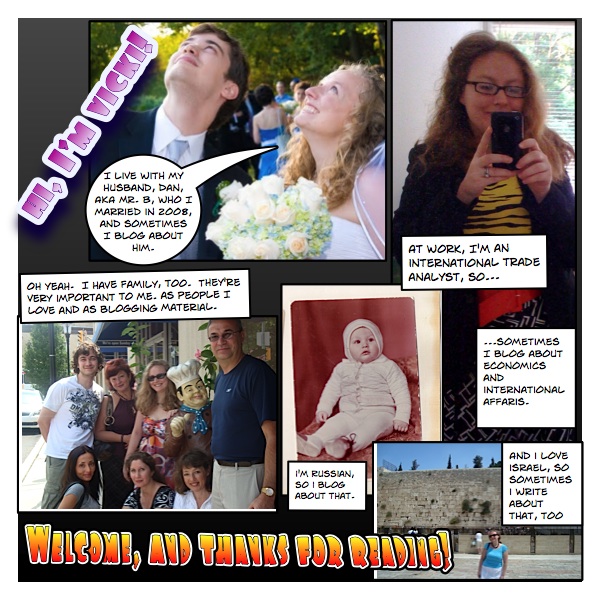 HI, I'M VICKI!
I LIVE WITH MY
HUSBAND, DAN,
AKA MR. B, WHO I
MARRIED IN 2008,
AND SOMETIMES
I BLOG ABOUT
HIM.
AT WORK, I'M AN
INTERNATIONAL TRADE
ANALYST, SO...
OH YEAH. I HAVE FAMILY, TOO. THEY'RE
VERY IMPORTANT TO ME. AS PEOPLE I
LOVE AND AS BLOGGING MATERIAL.
...SOMETIMES
I BLOG ABOUT
ECONOMICS
AND
INTERNATIONAL
AFFARIS.
I'M RUSSIAN,
SO I BLOG
ABOUT THAT.
AND I LOVE
ISRAEL, SO
SOMETIMES
I WRITE
ABOUT
THAT, TOO
WELCOME, AND THANKS FOR READING!